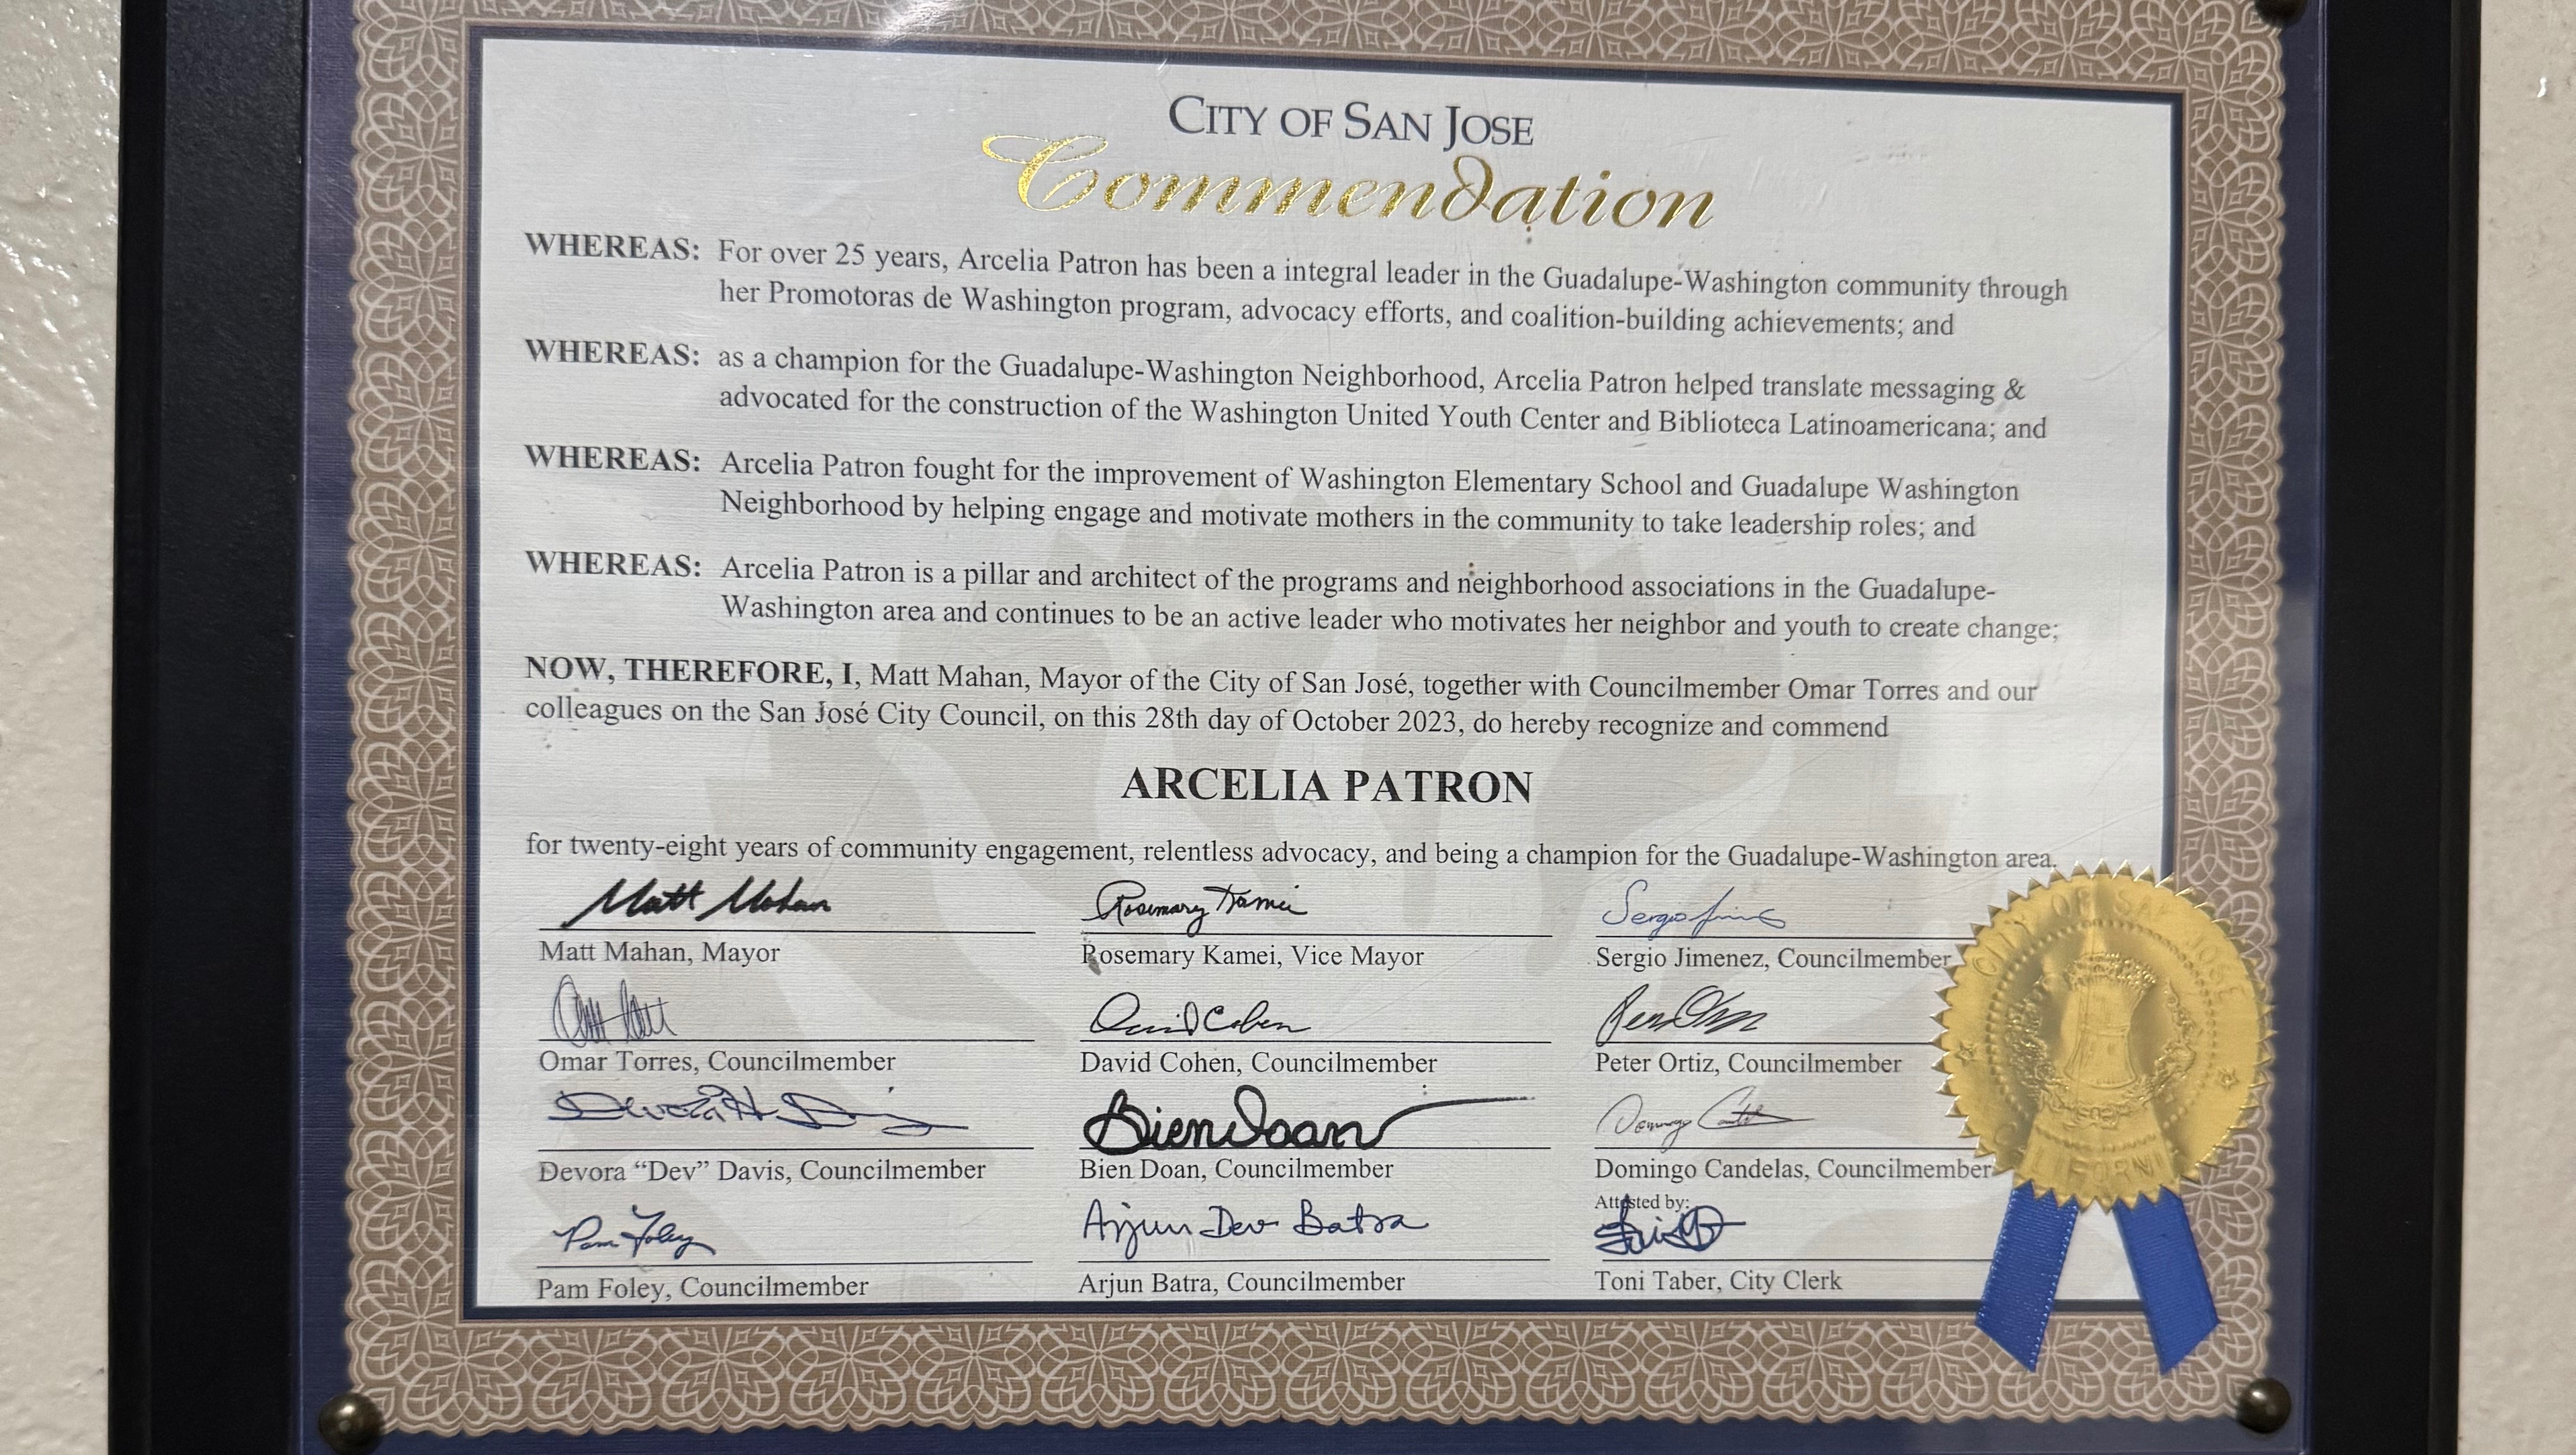 CITY OF SAN JOSE
Commendation
WHEREAS: For over 25 years, Arcelia Patron has been a integral leader in the Guadalupe-Washington community through
her Promotoras de Washington program, advocacy efforts, and coalition-building achievements; and
WHEREAS: as a champion for the Guadalupe-Washington Neighborhood, Arcelia Patron helped translate messaging &
advocated for the construction of the Washington United Youth Center and Biblioteca Latinoamericana; and
WHEREAS: Arcelia Patron fought for the improvement of Washington Elementary School and Guadalupe Washington
Neighborhood by helping engage and motivate mothers in the community to take leadership roles; and
WHEREAS: Arcelia Patron is a pillar and architect of the programs and neighborhood associations in the Guadalupe-
Washington area and continues to be an active leader who motivates her neighbor and youth to create change;
NOW, THEREFORE, I, Matt Mahan, Mayor of the City of San José, together with Councilmember Omar Torres and our
colleagues on the San José City Council, on this 28th day of October 2023, do hereby recognize and commend
ARCELIA PATRON
for twenty-eight years of community engagement, relentless advocacy, and being a champion for the Guadalupe-Washington area.
Matt Mahan Rosemary Kamei Sergio
Matt Mahan, Mayor Rosemary Kamei, Vice Mayor Sergio Jimenez, Councilmember
David Cohen
Omar Torres, Councilmember David Cohen, Councilmember Peter Ortiz, Councilmember
Bien Doan
Devora “Dev” Davis, Councilmember Bien Doan, Councilmember Domingo Candelas, Councilmember
Attested by:
Pam Foley Arjun Dev Batra
Pam Foley, Councilmember Arjun Batra, Councilmember Toni Taber, City Clerk
CITY OF SAN JOSE
CALIFORNIA